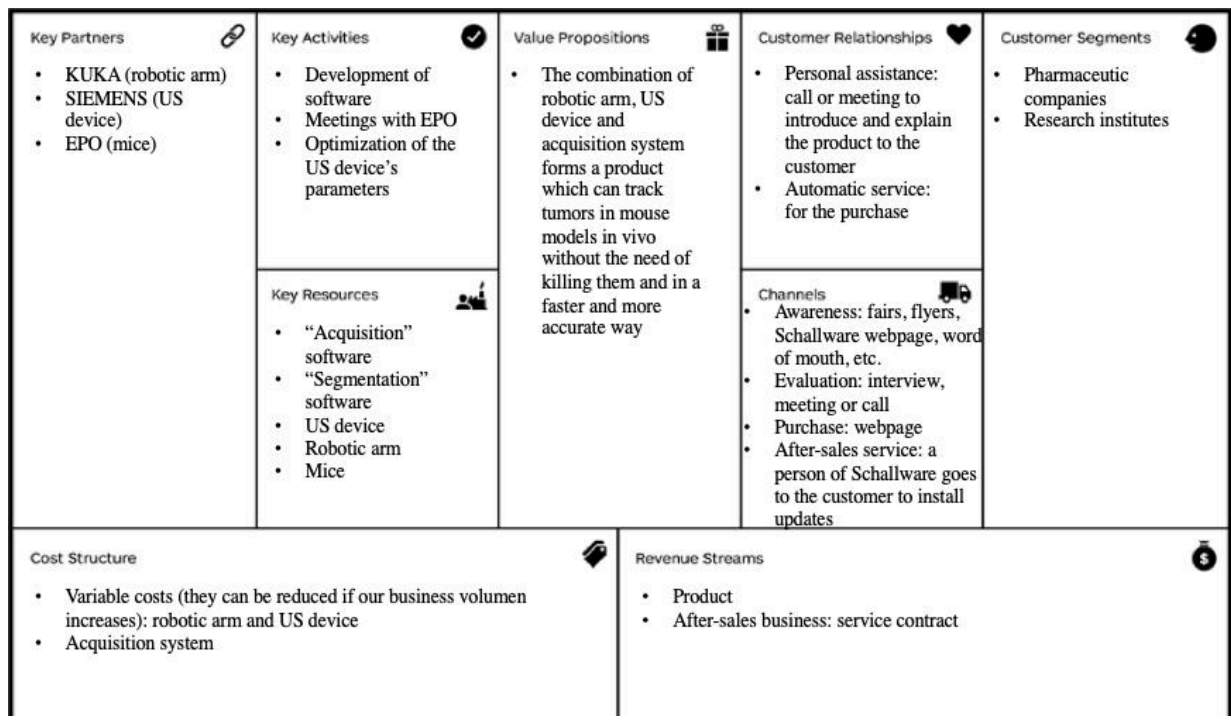 Key Partners
• KUKA (robotic arm)
• SIEMENS (US
device)
• EPO (mice)
Key Activities
• Development of
software
• Meetings with EPO
• Optimization of the
US device’s
parameters
Key Resources
• “Acquisition”
software
• “Segmentation”
software
• US device
• Robotic arm
• Mice
Value Propositions
• The combination of
robotic arm, US
device and
acquisition system
forms a product
which can track
tumors in mouse
models in vivo
without the need of
killing them and in a
faster and more
accurate way
Customer Relationships
• Personal assistance:
call or meeting to
introduce and explain
the product to the
customer
• Automatic service:
for the purchase
Channels
• Awareness: fairs, flyers,
Schallware webpage, word
of mouth, etc.
• Evaluation: interview,
meeting or call
• Purchase: webpage
• After-sales service: a
person of Schallware goes
to the customer to install
updates
Customer Segments
• Pharmaceutic
companies
• Research institutes
Cost Structure
• Variable costs (they can be reduced if our business volumen
increases): robotic arm and US device
• Acquisition system
Revenue Streams
$
• Product
• After-sales business: service contract